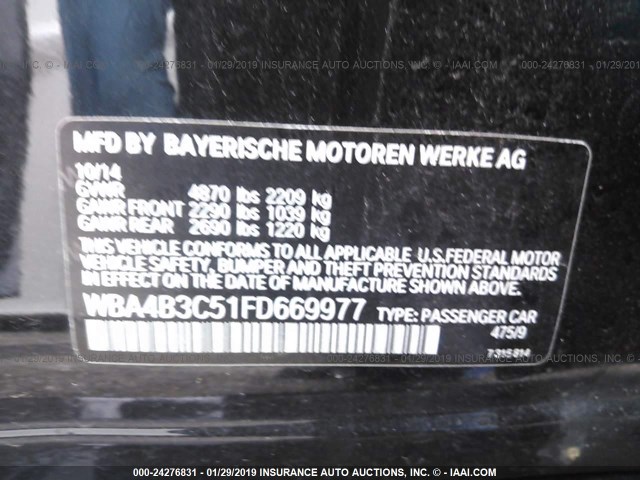 000-24276831 - 01/29/2019 INSURANCE AUTO AUCTIONS, INC. - © - WWW.IAAI.COM
MFD BY BAYERISCHE MOTOREN WERKE AG
10/14
GVWR 4870 lbs 2209 kg
GAWR FRONT 2290 lbs 1039 kg
GAWR REAR 2690 lbs 1220 kg
THIS VEHICLE CONFORMS TO ALL APPLICABLE U.S.FEDERAL MOTOR
VEHICLE SAFETY, BUMPER AND THEFT PREVENTION STANDARDS
IN EFFECT ON THE DATE OF MANUFACTURE SHOWN ABOVE.
WBA4B3C51FD669977 TYPE: PASSENGER CAR
475/9
7315814
000-24276831 - 01/29/2019 INSURANCE AUTO AUCTIONS, INC. - © - WWW.IAAI.COM